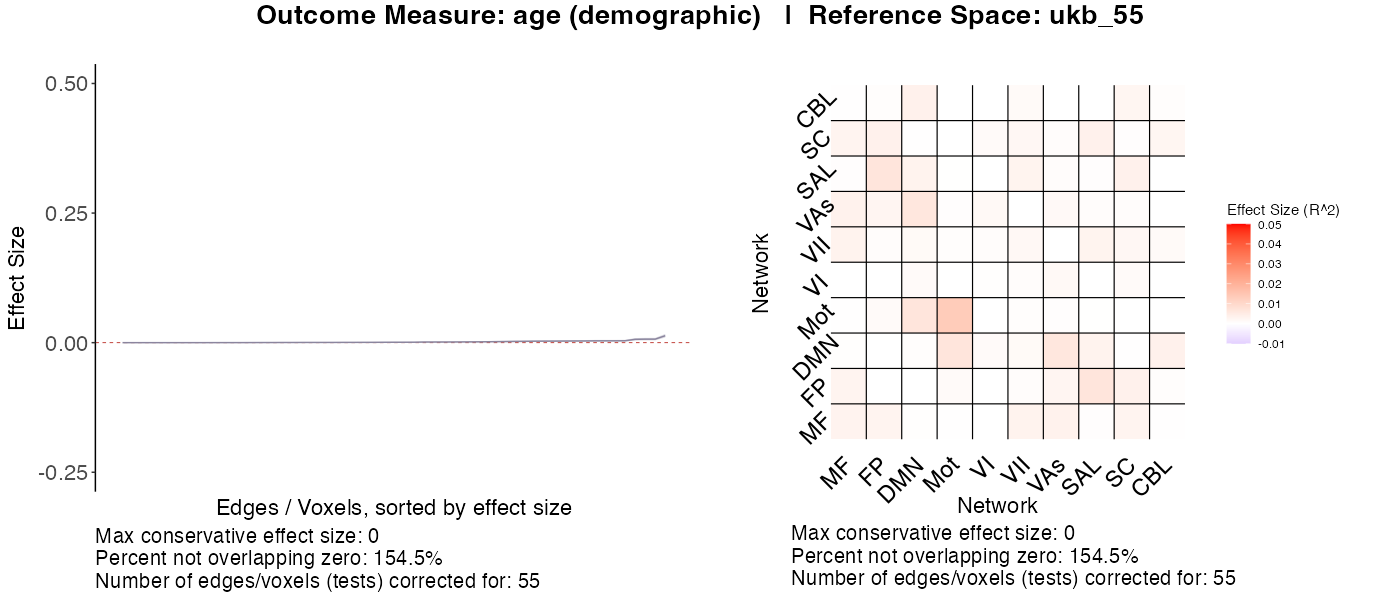 Outcome Measure: age (demographic) | Reference Space: ukb_55
0.50
0.25
0.00
-0.25
Effect Size
Edges / Voxels, sorted by effect size
Max conservative effect size: 0
Percent not overlapping zero: 154.5%
Number of edges/voxels (tests) corrected for: 55
Network
CBL
SC
SAL
VAs
VII
VI
Mot
DMN
FP
MF
MF FP DMN Mot VI VII VAs SAL SC CBL
Network
Max conservative effect size: 0
Percent not overlapping zero: 154.5%
Number of edges/voxels (tests) corrected for: 55
Effect Size (R^2)
0.05
0.04
0.03
0.02
0.01
0.00
-0.01